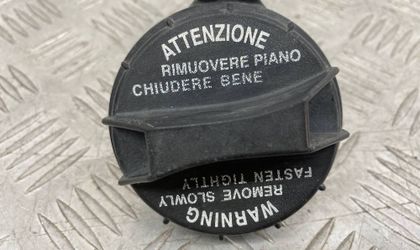 ATTENZIONE
RIMUOVERE PIANO
CHIUDERE BENE
WARNING
REMOVE SLOWLY
FASTEN TIGHTLY